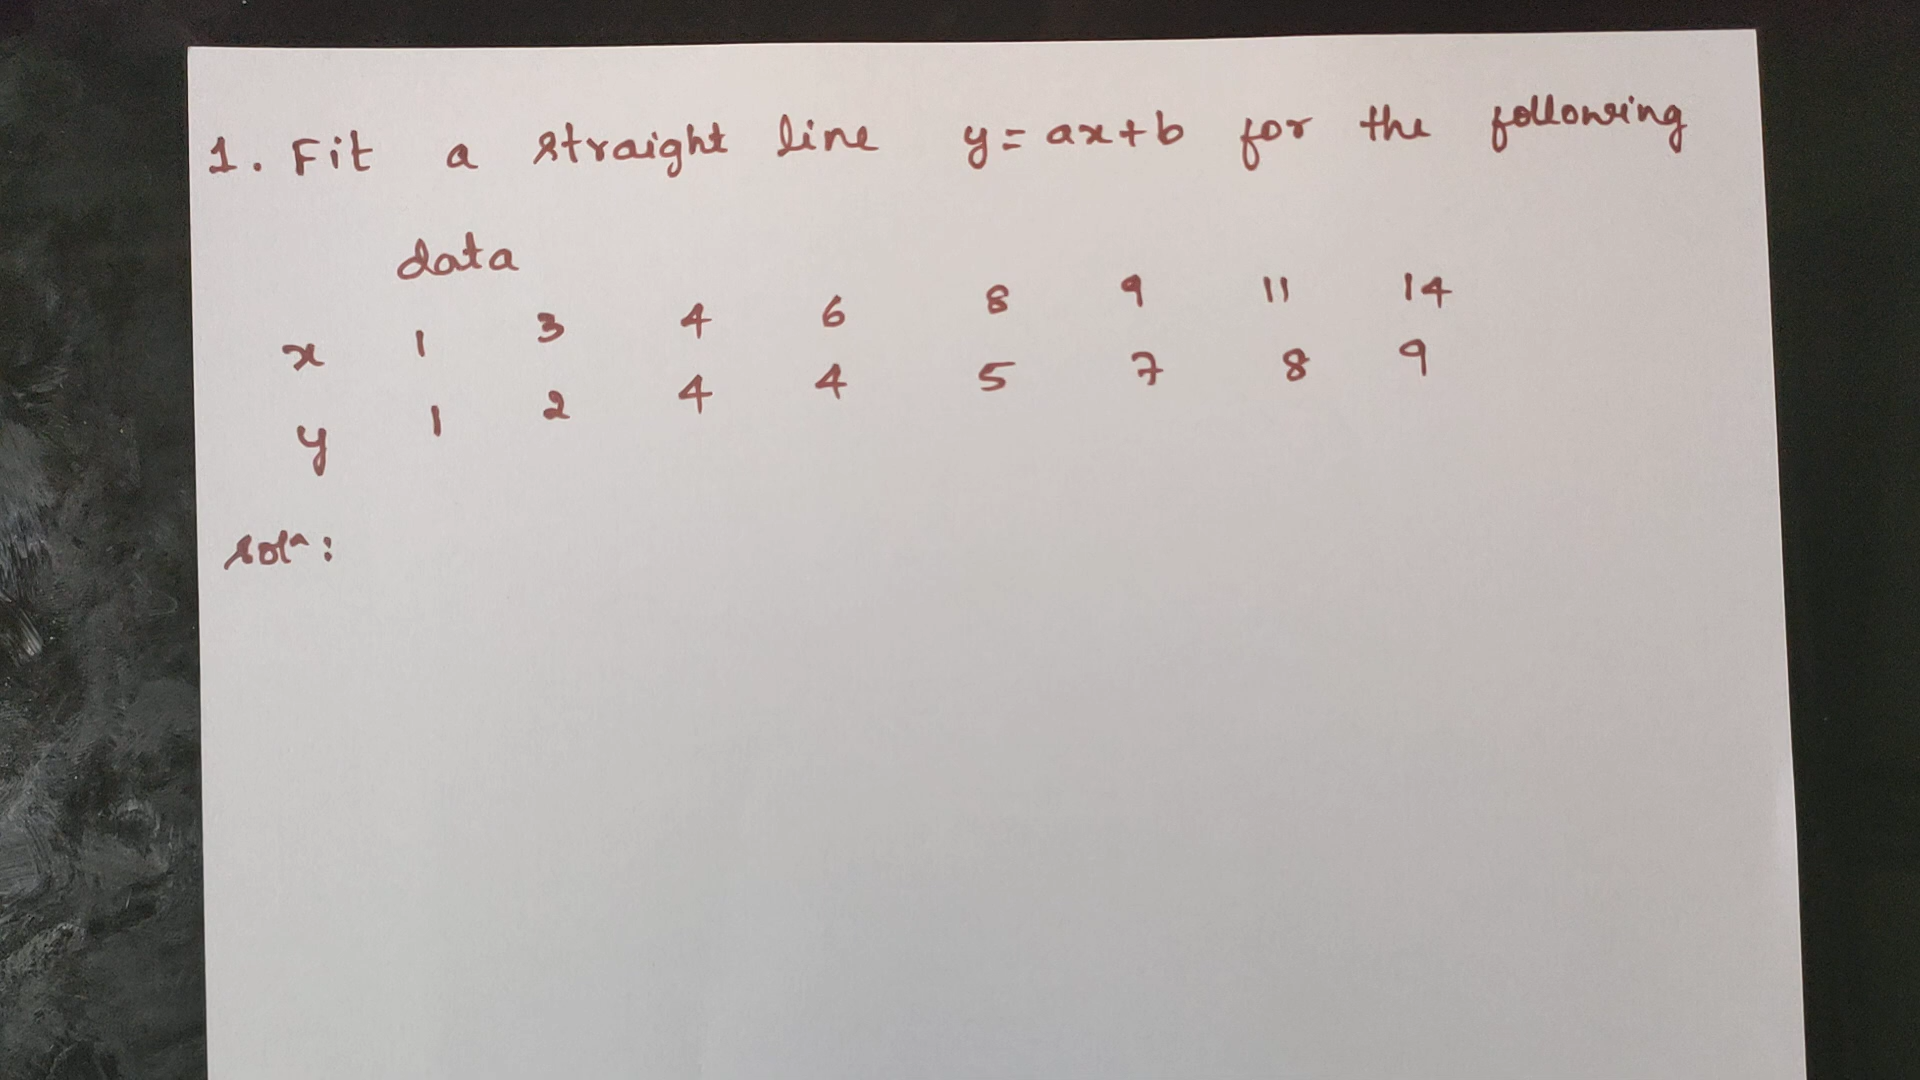 1. Fit a straight line y = ax + b for the following
data
x 1 3 4 6 8 9 11 14
y 1 2 4 4 5 7 8 9
soln: